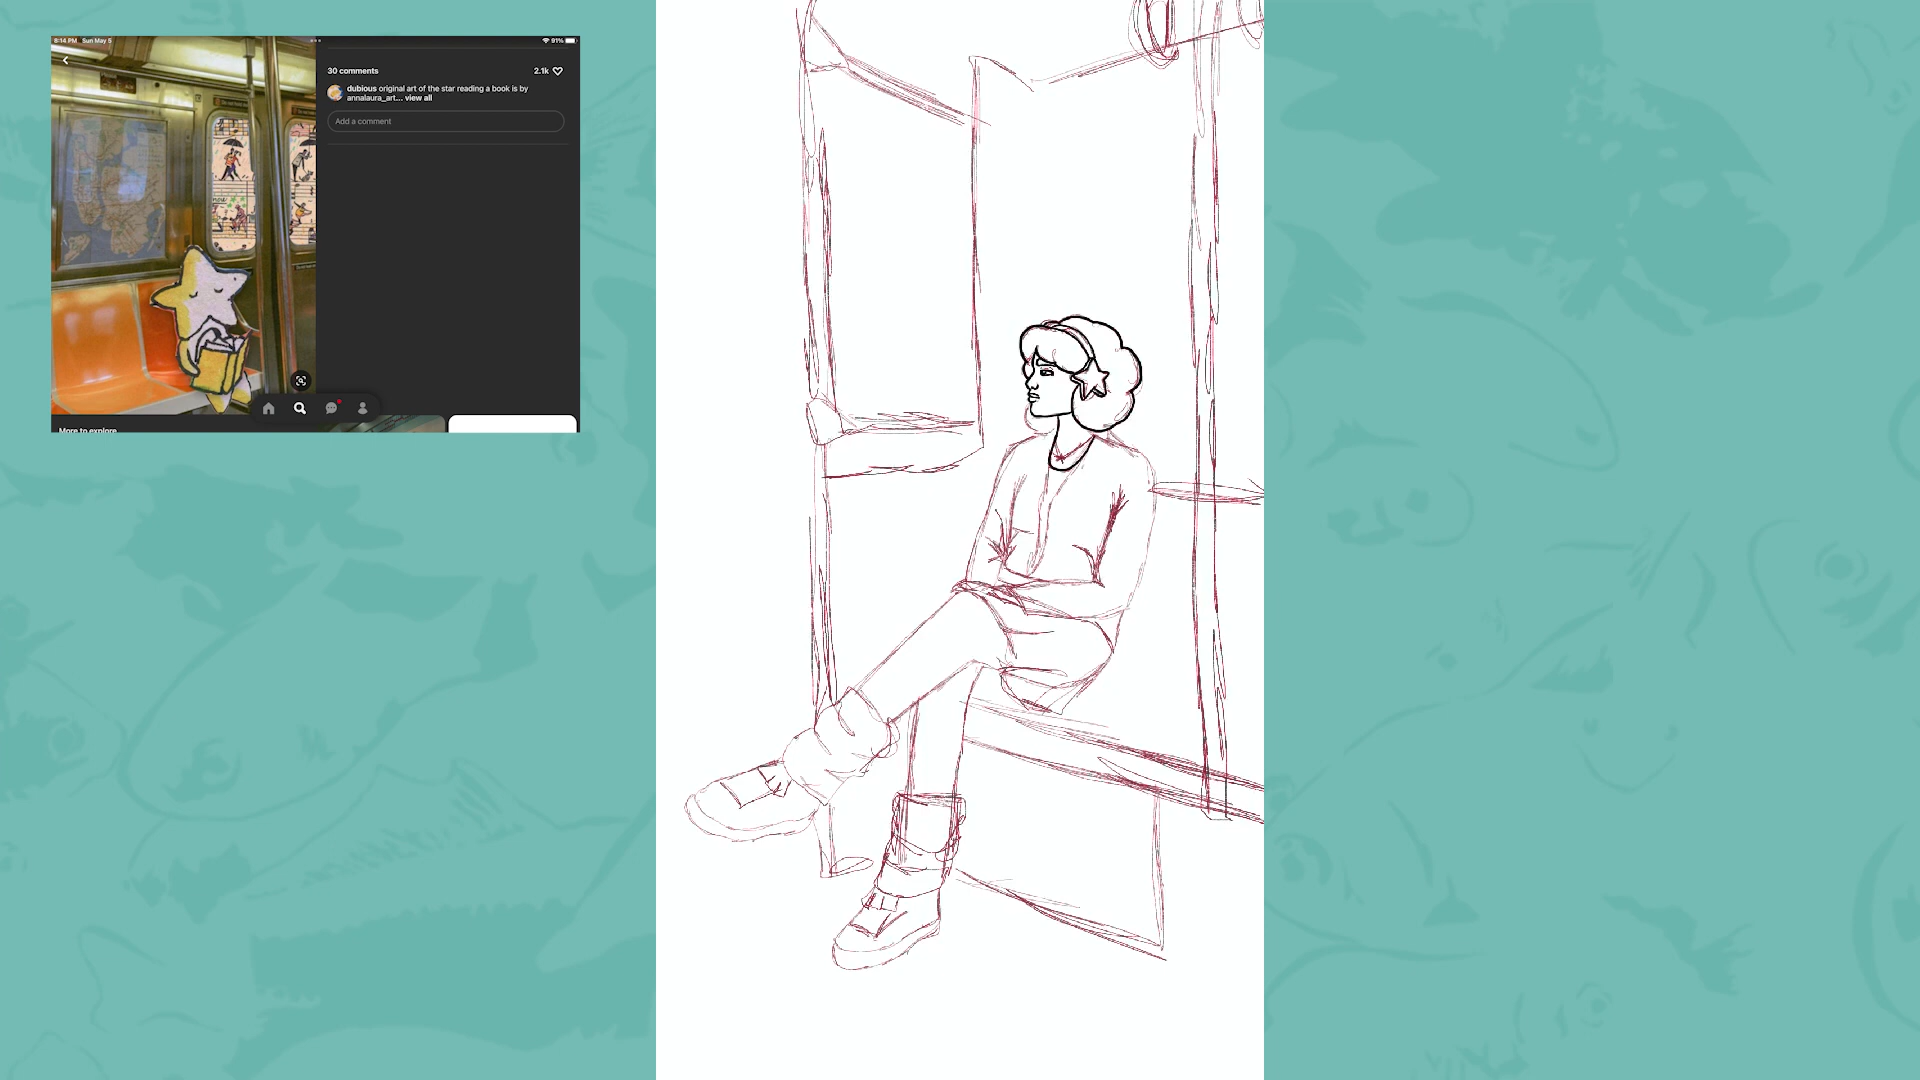 8:14 PM Sun May 5
91%
30 comments
2.1k
dubious original art of the star reading a book is by
annalaura_art... view all
Add a comment
More to explore